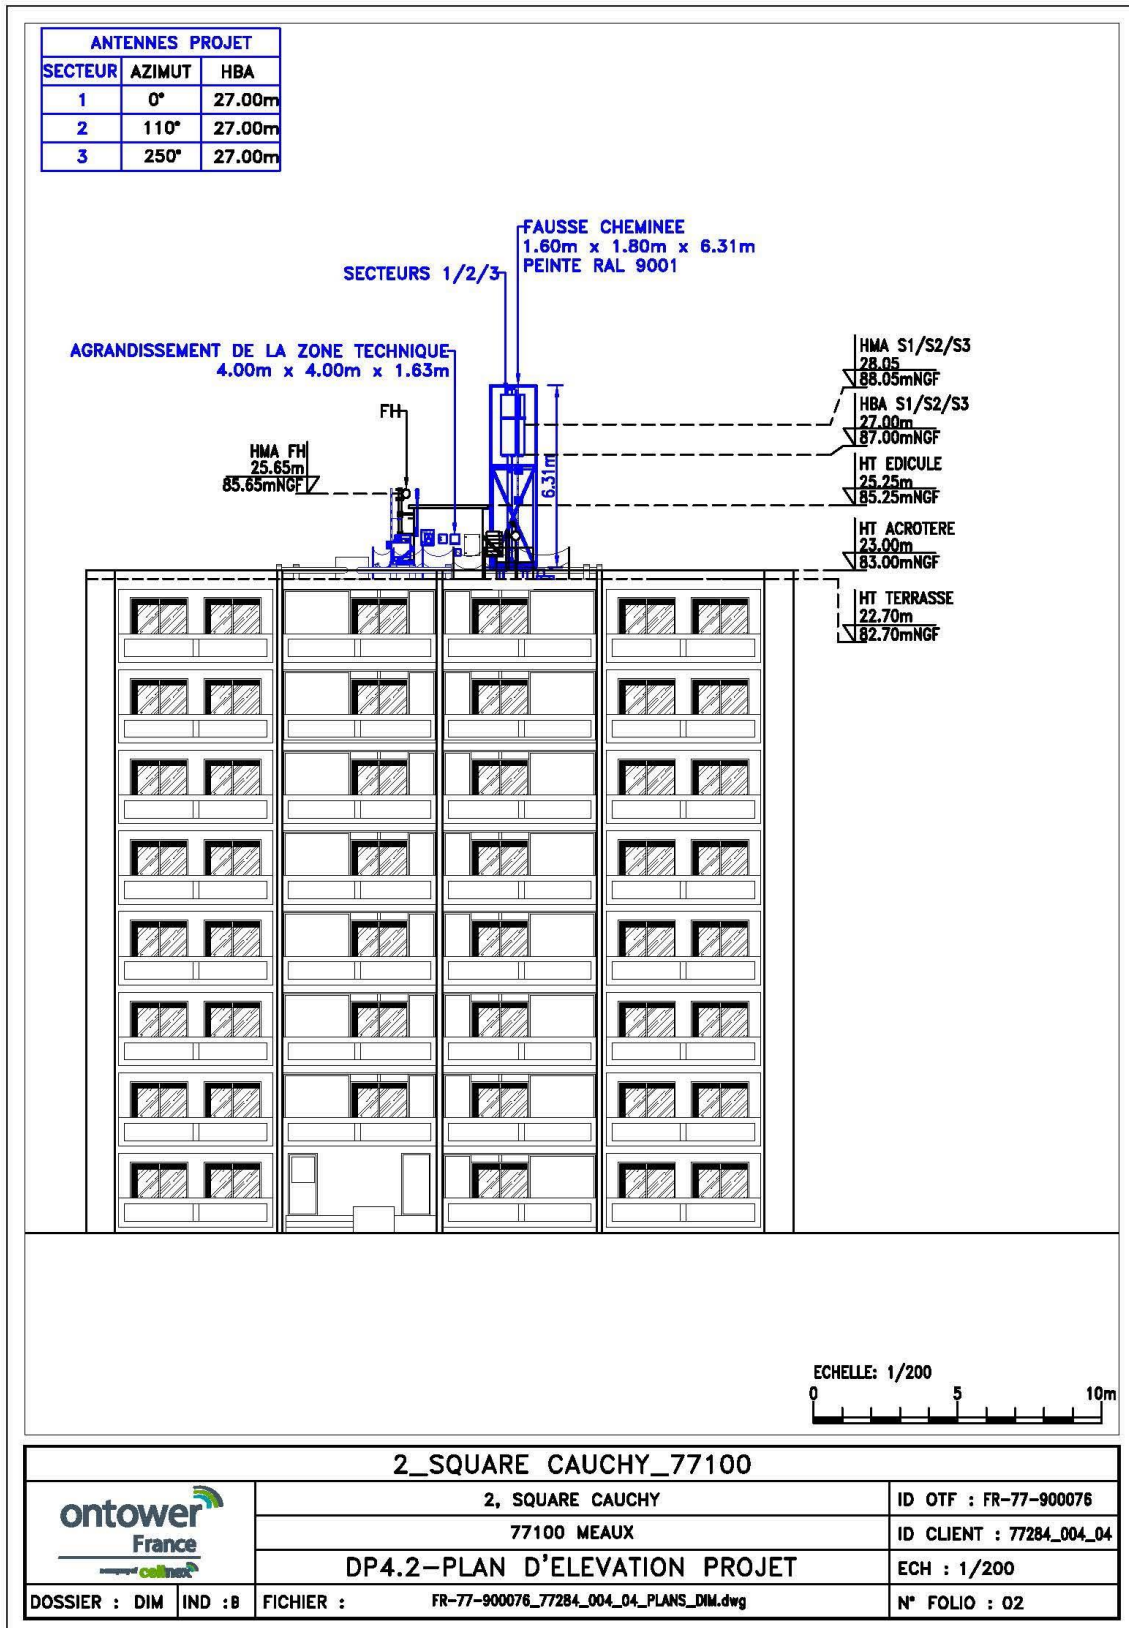 ANTENNES PROJET
SECTEUR AZIMUT HBA
1 0° 27.00m
2 110° 27.00m
3 250° 27.00m
FAUSSE CHEMINEE
1.60m x 1.80m x 6.31m
PEINTE RAL 9001
SECTEURS 1/2/3
AGRANDISSEMENT DE LA ZONE TECHNIQUE
4.00m x 4.00m x 1.63m
FH
HMA FH
25.65m
85.65mNGF
6.31m
HMA S1/S2/S3
28.05
88.05mNGF
HBA S1/S2/S3
27.00m
87.00mNGF
HT EDICULE
25.25m
85.25mNGF
HT ACROTERE
23.00m
83.00mNGF
HT TERRASSE
22.70m
82.70mNGF
ECHELLE: 1/200
0 5 10m
2_SQUARE CAUCHY_77100
ontower
France
cellnex
2, SQUARE CAUCHY
77100 MEAUX
DP4.2-PLAN D'ELEVATION PROJET
ID OTF : FR-77-900076
ID CLIENT : 77284_004_04
ECH : 1/200
DOSSIER : DIM IND :B FICHIER : FR-77-900076_77284_004_04_PLANS_DIM.dwg
N° FOLIO : 02